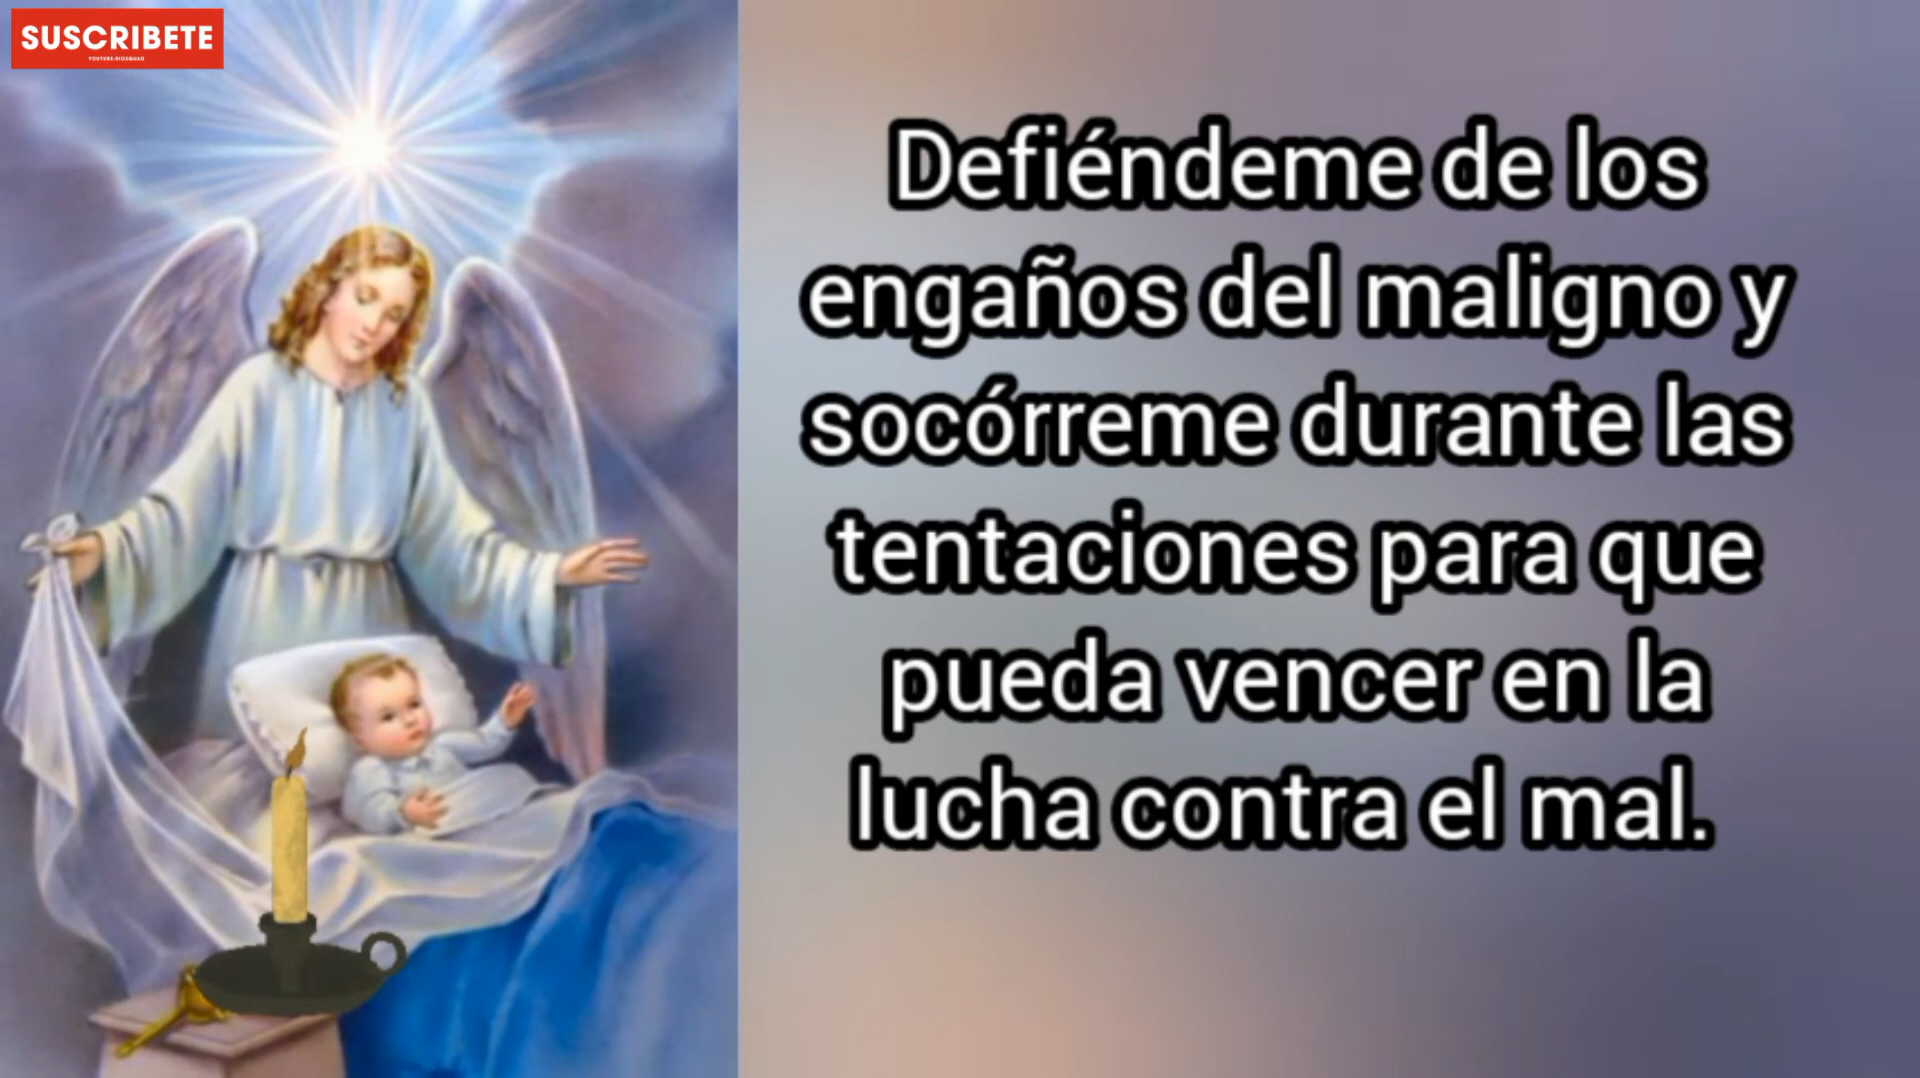 SUSCRIBETE
Defiéndeme de los
engaños del maligno y
socórreme durante las
tentaciones para que
pueda vencer en la
lucha contra el mal.